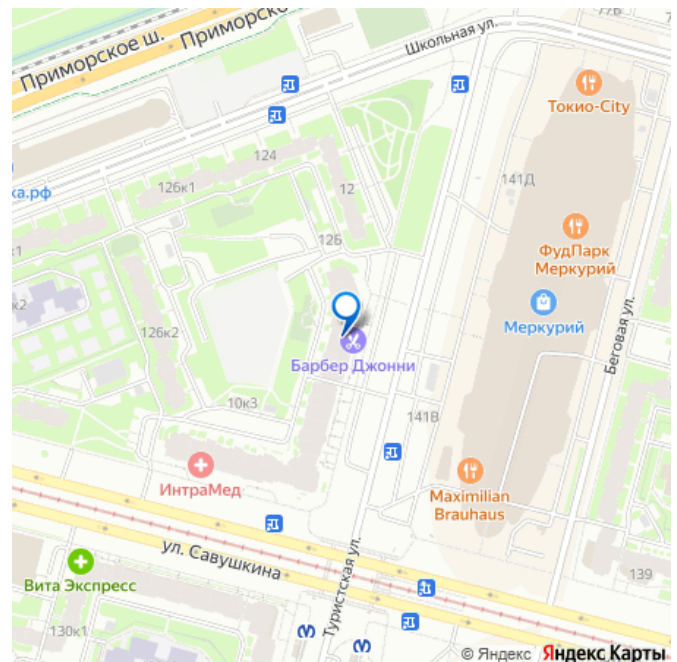 77В
Школьная ул.
Приморское ш.
Приморско
Токио-City
124
126к1
12
141Д
ка.рф
12Б
ФудПарк
Меркурий
к1
к2
Меркурий
126к2
Барбер Джонни
Беговая ул.
10к3
141В
ИнтраМед
Maximilian
Brauhaus
ул. Савушкина
Туристская ул.
Вита Экспресс
139
130к1
© Яндекс Яндекс Карты